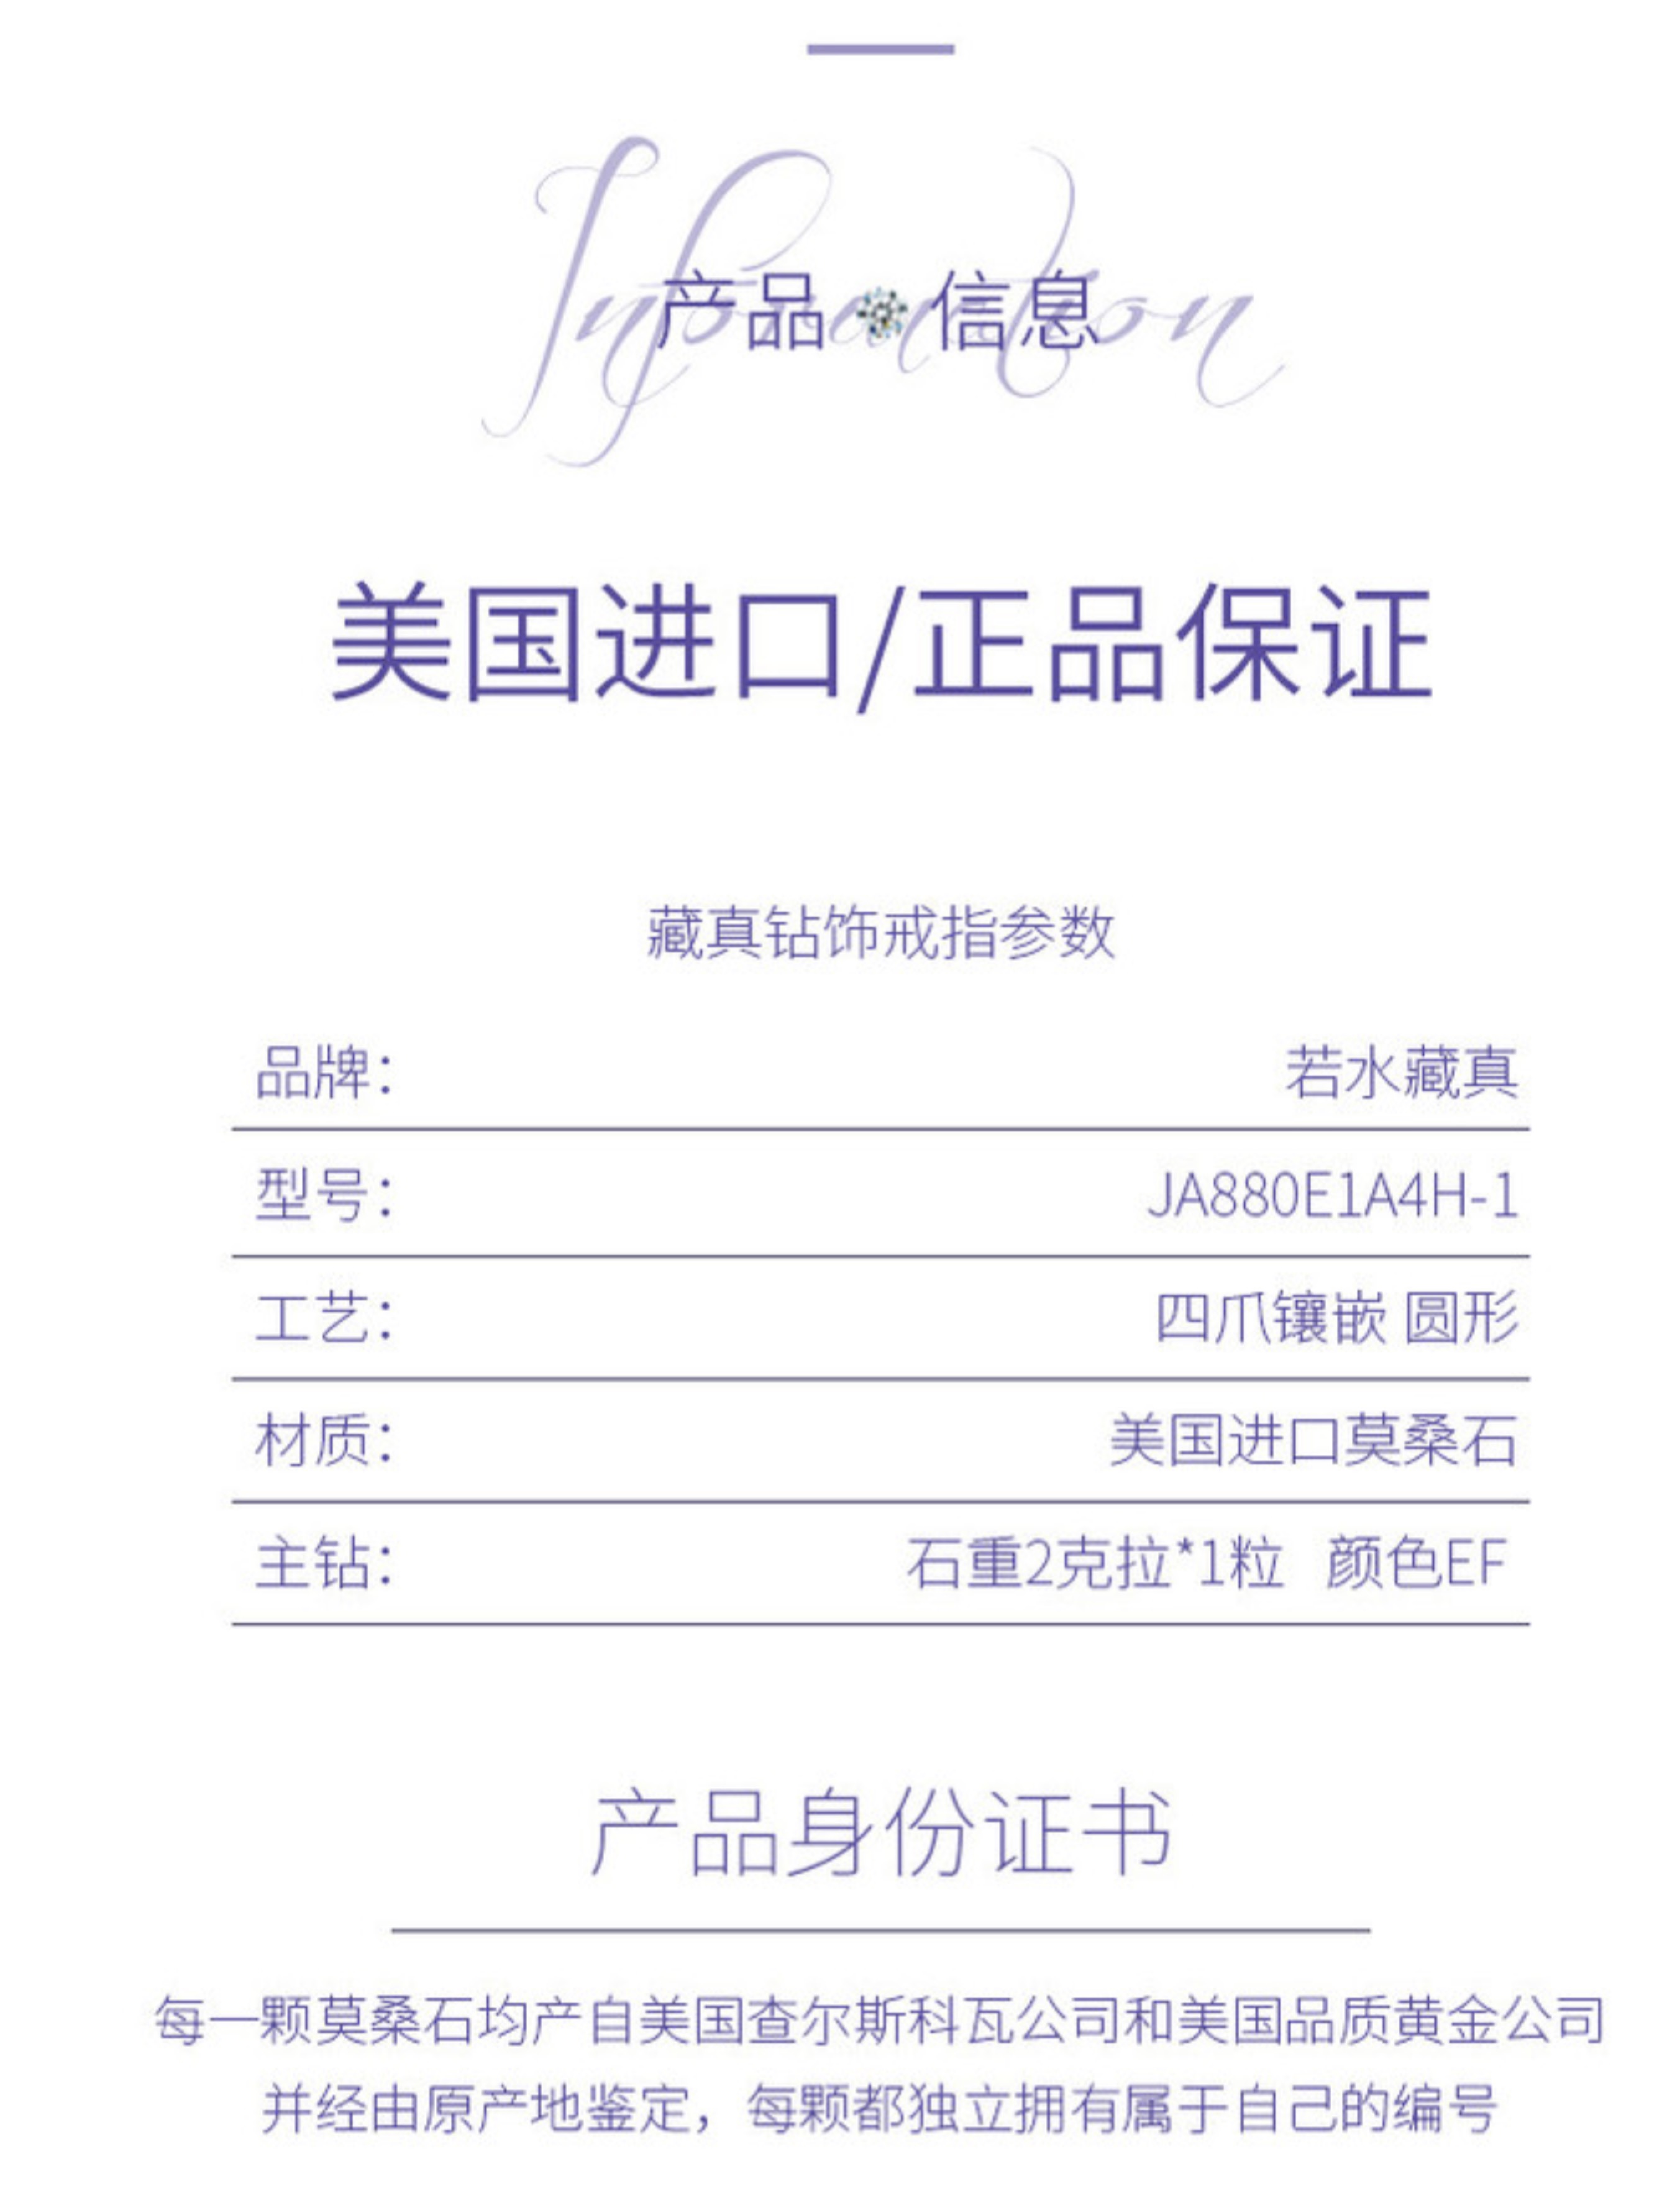 Information
产品 信息
美国进口/正品保证
藏真钻饰戒指参数
品牌： 若水藏真
型号： JA880E1A4H-1
工艺： 四爪镶嵌 圆形
材质： 美国进口莫桑石
主钻： 石重2克拉*1粒 颜色EF
产品身份证书
每一颗莫桑石均产自美国查尔斯科瓦公司和美国品质黄金公司
并经由原产地鉴定，每颗都独立拥有属于自己的编号